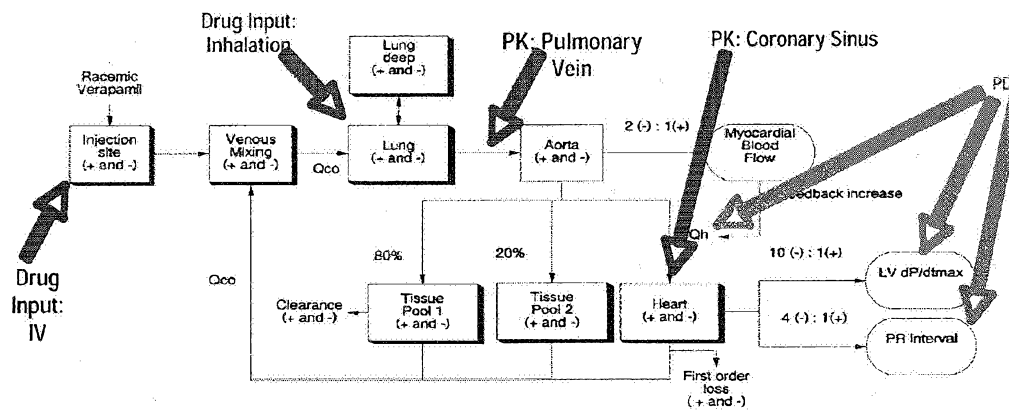 Drug Input:
Inhalation
Lung
deep
(+ and -)
PK: Pulmonary
Vein
PK: Coronary Sinus
PD
Racemic
Verapamil
Injection
site
(+ and -)
Venous
Mixing
(+ and -)
Qco
Lung
(+ and -)
Aorta
(+ and -)
2 (-) : 1(+)
Myocardial
Blood
Flow
feedback increase
Qh
Drug
Input:
IV
Qco
80%
20%
10 (-) : 1(+)
LV dP/dtmax
Clearance
(+ and -)
Tissue
Pool 1
(+ and -)
Tissue
Pool 2
(+ and -)
Heart
(+ and -)
4 (-) : 1(+)
PR Interval
First order
loss
(+ and -)